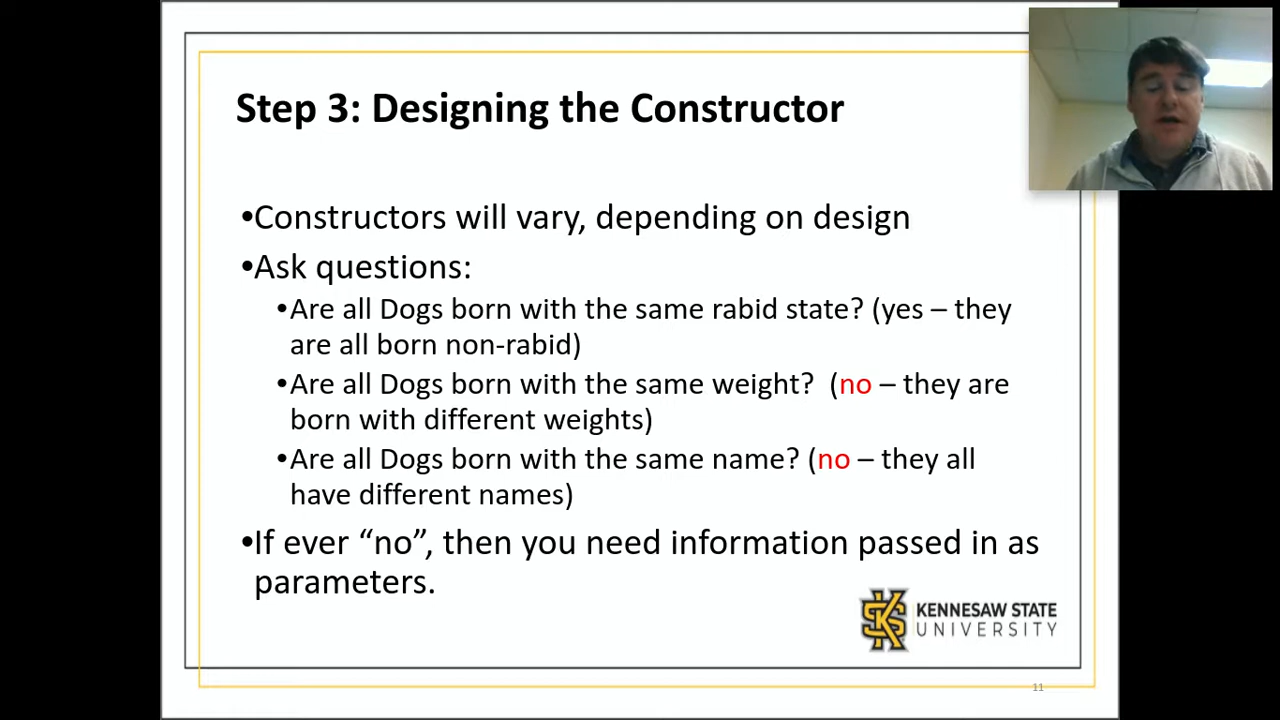 Step 3: Designing the Constructor
•Constructors will vary, depending on design
•Ask questions:
•Are all Dogs born with the same rabid state? (yes – they
are all born non-rabid)
•Are all Dogs born with the same weight?  (no – they are
born with different weights)
•Are all Dogs born with the same name? (no – they all
have different names)
•If ever “no”, then you need information passed in as
parameters.
KENNESAW STATE
UNIVERSITY
11